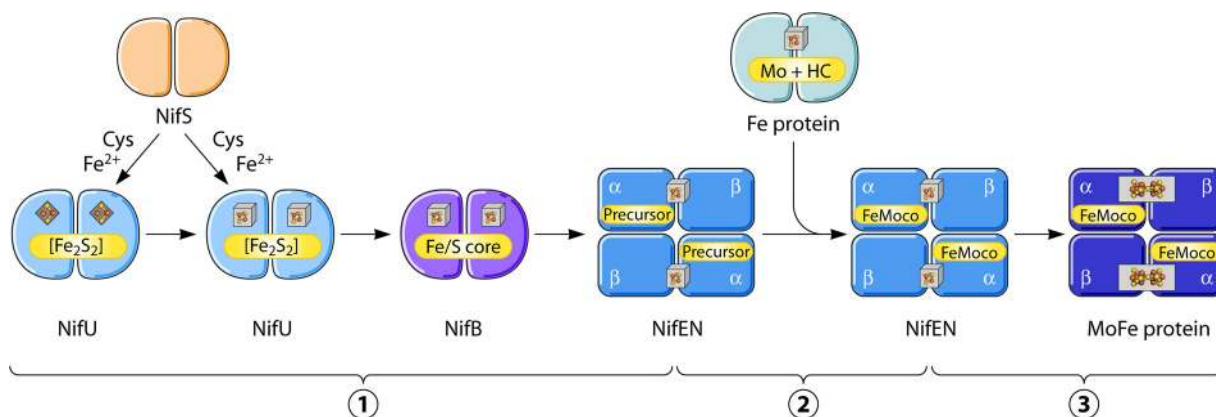 Mo + HC
NifS
Fe protein
Cys Cys
Fe²⁺ Fe²⁺
α β α β α
Precursor FeMoco FeMoco
[Fe₂S₂] [Fe₂S₂] Fe/S core Precursor FeMoco FeMoco
β α β α β α
NifU NifU NifB NifEN NifEN MoFe protein
1 2 3